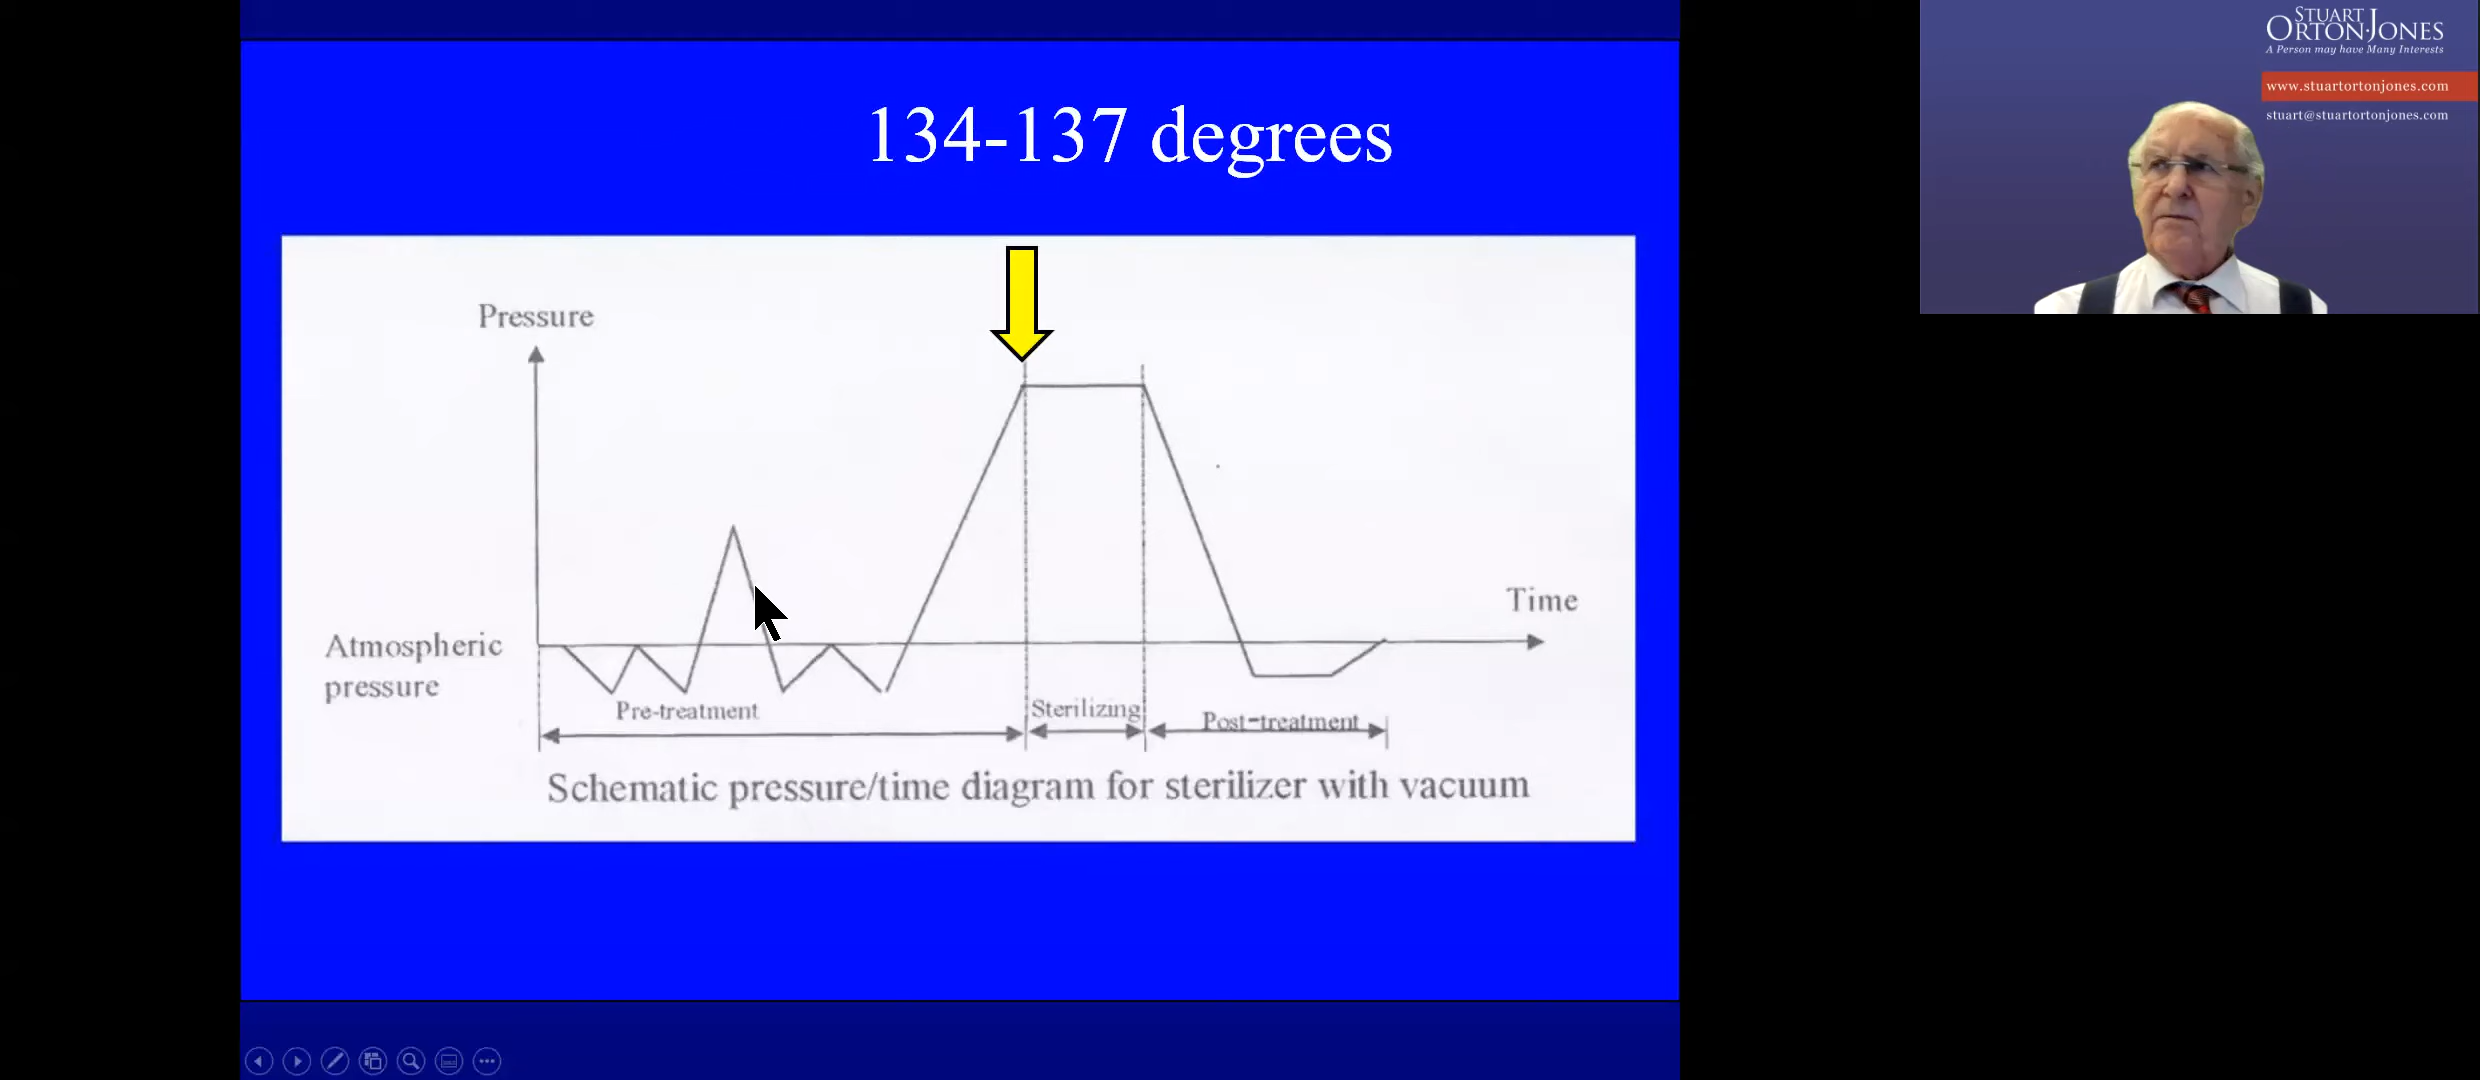 134-137 degrees
Pressure
Time
Atmospheric
pressure
Pre-treatment
Sterilizing
Post-treatment
Schematic pressure/time diagram for sterilizer with vacuum
STUART
ORTON-JONES
A Person may have Many Interests
www.stuartortonjones.com
stuart@stuartortonjones.com